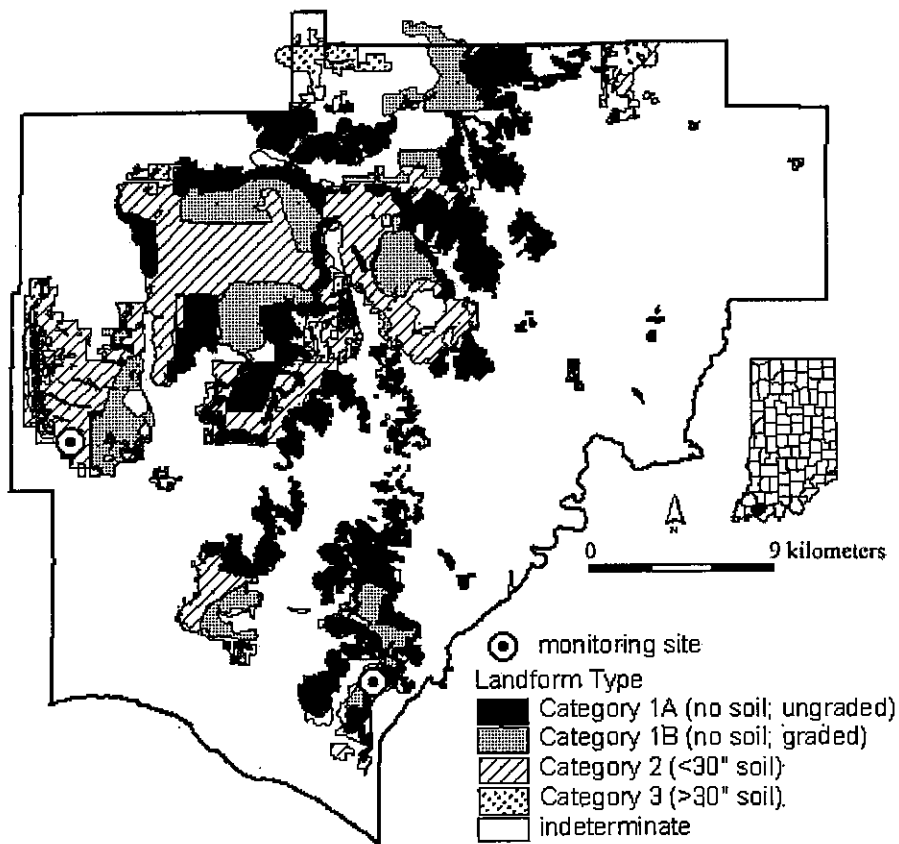 N
0 9 kilometers
monitoring site
Landform Type
Category 1A (no soil; ungraded)
Category 1B (no soil; graded)
Category 2 (<30" soil)
Category 3 (>30" soil)
indeterminate